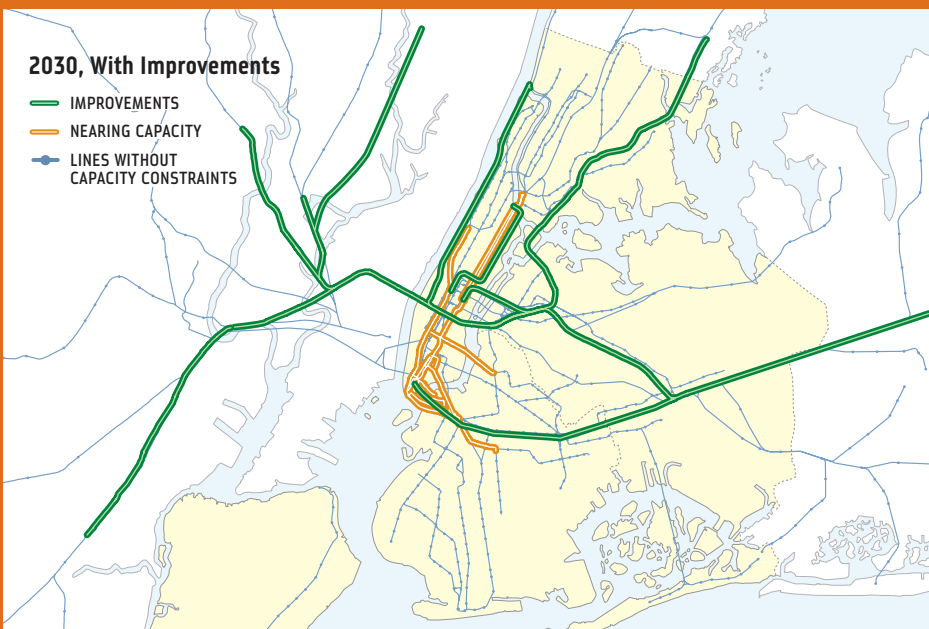 2030, With Improvements
IMPROVEMENTS
NEARING CAPACITY
LINES WITHOUT
CAPACITY CONSTRAINTS